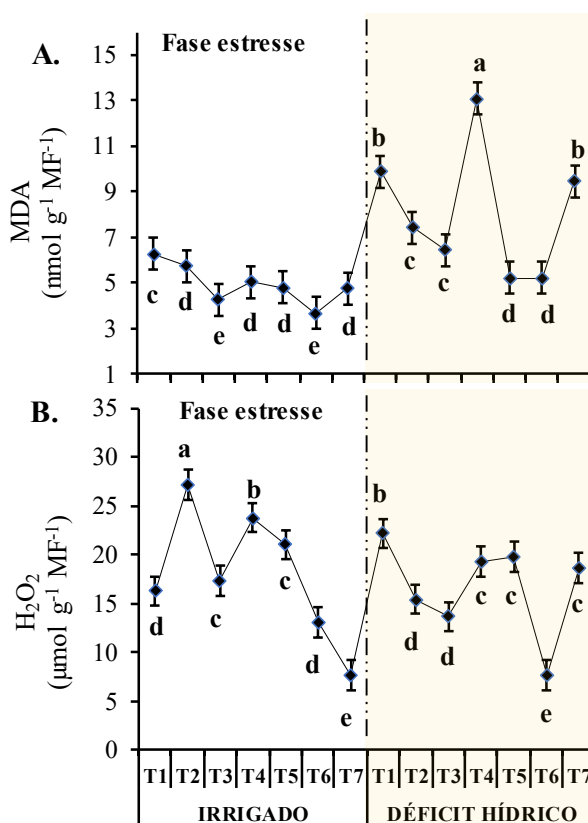 A.
Fase estresse
MDA
(nmol g-1 MF-1)
15
13
11
9
7
5
3
1
c
d
e
d
d
e
d
b
c
c
a
d
d
b
B.
Fase estresse
H2O2
(µmol g-1 MF-1)
35
30
25
20
15
10
5
0
d
a
c
b
c
d
e
b
d
d
c
c
e
c
T1 T2 T3 T4 T5 T6 T7 T1 T2 T3 T4 T5 T6 T7
IRRIGADO DÉFICIT HÍDRICO